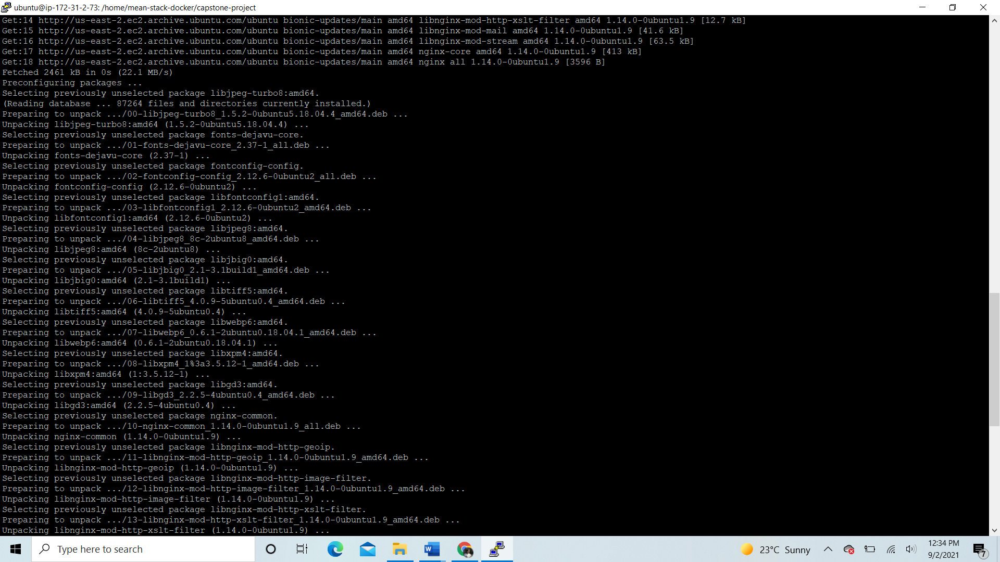 ubuntu@ip-172-31-2-73: /home/mean-stack-docker/capstone-project
Get:14 http://us-east-2.ec2.archive.ubuntu.com/ubuntu bionic-updates/main amd64 libnginx-mod-http-xslt-filter amd64 1.14.0-0ubuntu1.9 [12.7 kB]
Get:15 http://us-east-2.ec2.archive.ubuntu.com/ubuntu bionic-updates/main amd64 libnginx-mod-mail amd64 1.14.0-0ubuntu1.9 [41.6 kB]
Get:16 http://us-east-2.ec2.archive.ubuntu.com/ubuntu bionic-updates/main amd64 libnginx-mod-stream amd64 1.14.0-0ubuntu1.9 [63.5 kB]
Get:17 http://us-east-2.ec2.archive.ubuntu.com/ubuntu bionic-updates/main amd64 nginx-core amd64 1.14.0-0ubuntu1.9 [413 kB]
Get:18 http://us-east-2.ec2.archive.ubuntu.com/ubuntu bionic-updates/main amd64 nginx all 1.14.0-0ubuntu1.9 [3596 B]
Fetched 2461 kB in 0s (22.1 MB/s)
Preconfiguring packages ...
Selecting previously unselected package libjpeg-turbo8:amd64.
(Reading database ... 87264 files and directories currently installed.)
Preparing to unpack .../00-libjpeg-turbo8_1.5.2-0ubuntu5.18.04.4_amd64.deb ...
Unpacking libjpeg-turbo8:amd64 (1.5.2-0ubuntu5.18.04.4) ...
Selecting previously unselected package fonts-dejavu-core.
Preparing to unpack .../01-fonts-dejavu-core_2.37-1_all.deb ...
Unpacking fonts-dejavu-core (2.37-1) ...
Selecting previously unselected package fontconfig-config.
Preparing to unpack .../02-fontconfig-config_2.12.6-0ubuntu2_all.deb ...
Unpacking fontconfig-config (2.12.6-0ubuntu2) ...
Selecting previously unselected package libfontconfig1:amd64.
Preparing to unpack .../03-libfontconfig1_2.12.6-0ubuntu2_amd64.deb ...
Unpacking libfontconfig1:amd64 (2.12.6-0ubuntu2) ...
Selecting previously unselected package libjpeg8:amd64.
Preparing to unpack .../04-libjpeg8_8c-2ubuntu8_amd64.deb ...
Unpacking libjpeg8:amd64 (8c-2ubuntu8) ...
Selecting previously unselected package libjbig0:amd64.
Preparing to unpack .../05-libjbig0_2.1-3.1build1_amd64.deb ...
Unpacking libjbig0:amd64 (2.1-3.1build1) ...
Selecting previously unselected package libtiff5:amd64.
Preparing to unpack .../06-libtiff5_4.0.9-5ubuntu0.4_amd64.deb ...
Unpacking libtiff5:amd64 (4.0.9-5ubuntu0.4) ...
Selecting previously unselected package libwebp6:amd64.
Preparing to unpack .../07-libwebp6_0.6.1-2ubuntu0.18.04.1_amd64.deb ...
Unpacking libwebp6:amd64 (0.6.1-2ubuntu0.18.04.1) ...
Selecting previously unselected package libxpm4:amd64.
Preparing to unpack .../08-libxpm4_1%3a3.5.12-1_amd64.deb ...
Unpacking libxpm4:amd64 (1:3.5.12-1) ...
Selecting previously unselected package libgd3:amd64.
Preparing to unpack .../09-libgd3_2.2.5-4ubuntu0.4_amd64.deb ...
Unpacking libgd3:amd64 (2.2.5-4ubuntu0.4) ...
Selecting previously unselected package nginx-common.
Preparing to unpack .../10-nginx-common_1.14.0-0ubuntu1.9_all.deb ...
Unpacking nginx-common (1.14.0-0ubuntu1.9) ...
Selecting previously unselected package libnginx-mod-http-geoip.
Preparing to unpack .../11-libnginx-mod-http-geoip_1.14.0-0ubuntu1.9_amd64.deb ...
Unpacking libnginx-mod-http-geoip (1.14.0-0ubuntu1.9) ...
Selecting previously unselected package libnginx-mod-http-image-filter.
Preparing to unpack .../12-libnginx-mod-http-image-filter_1.14.0-0ubuntu1.9_amd64.deb ...
Unpacking libnginx-mod-http-image-filter (1.14.0-0ubuntu1.9) ...
Selecting previously unselected package libnginx-mod-http-xslt-filter.
Preparing to unpack .../13-libnginx-mod-http-xslt-filter_1.14.0-0ubuntu1.9_amd64.deb ...
Unpacking libnginx-mod-http-xslt-filter (1.14.0-0ubuntu1.9) ...
Type here to search
23°C Sunny
12:34 PM
9/2/2021
7